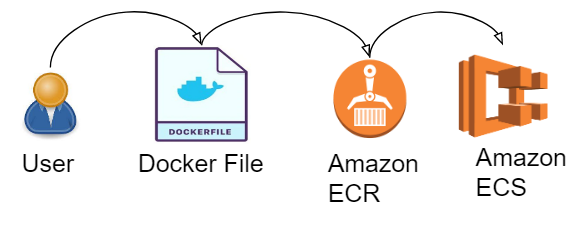 DOCKERFILE
User
Docker File
Amazon
ECR
Amazon
ECS